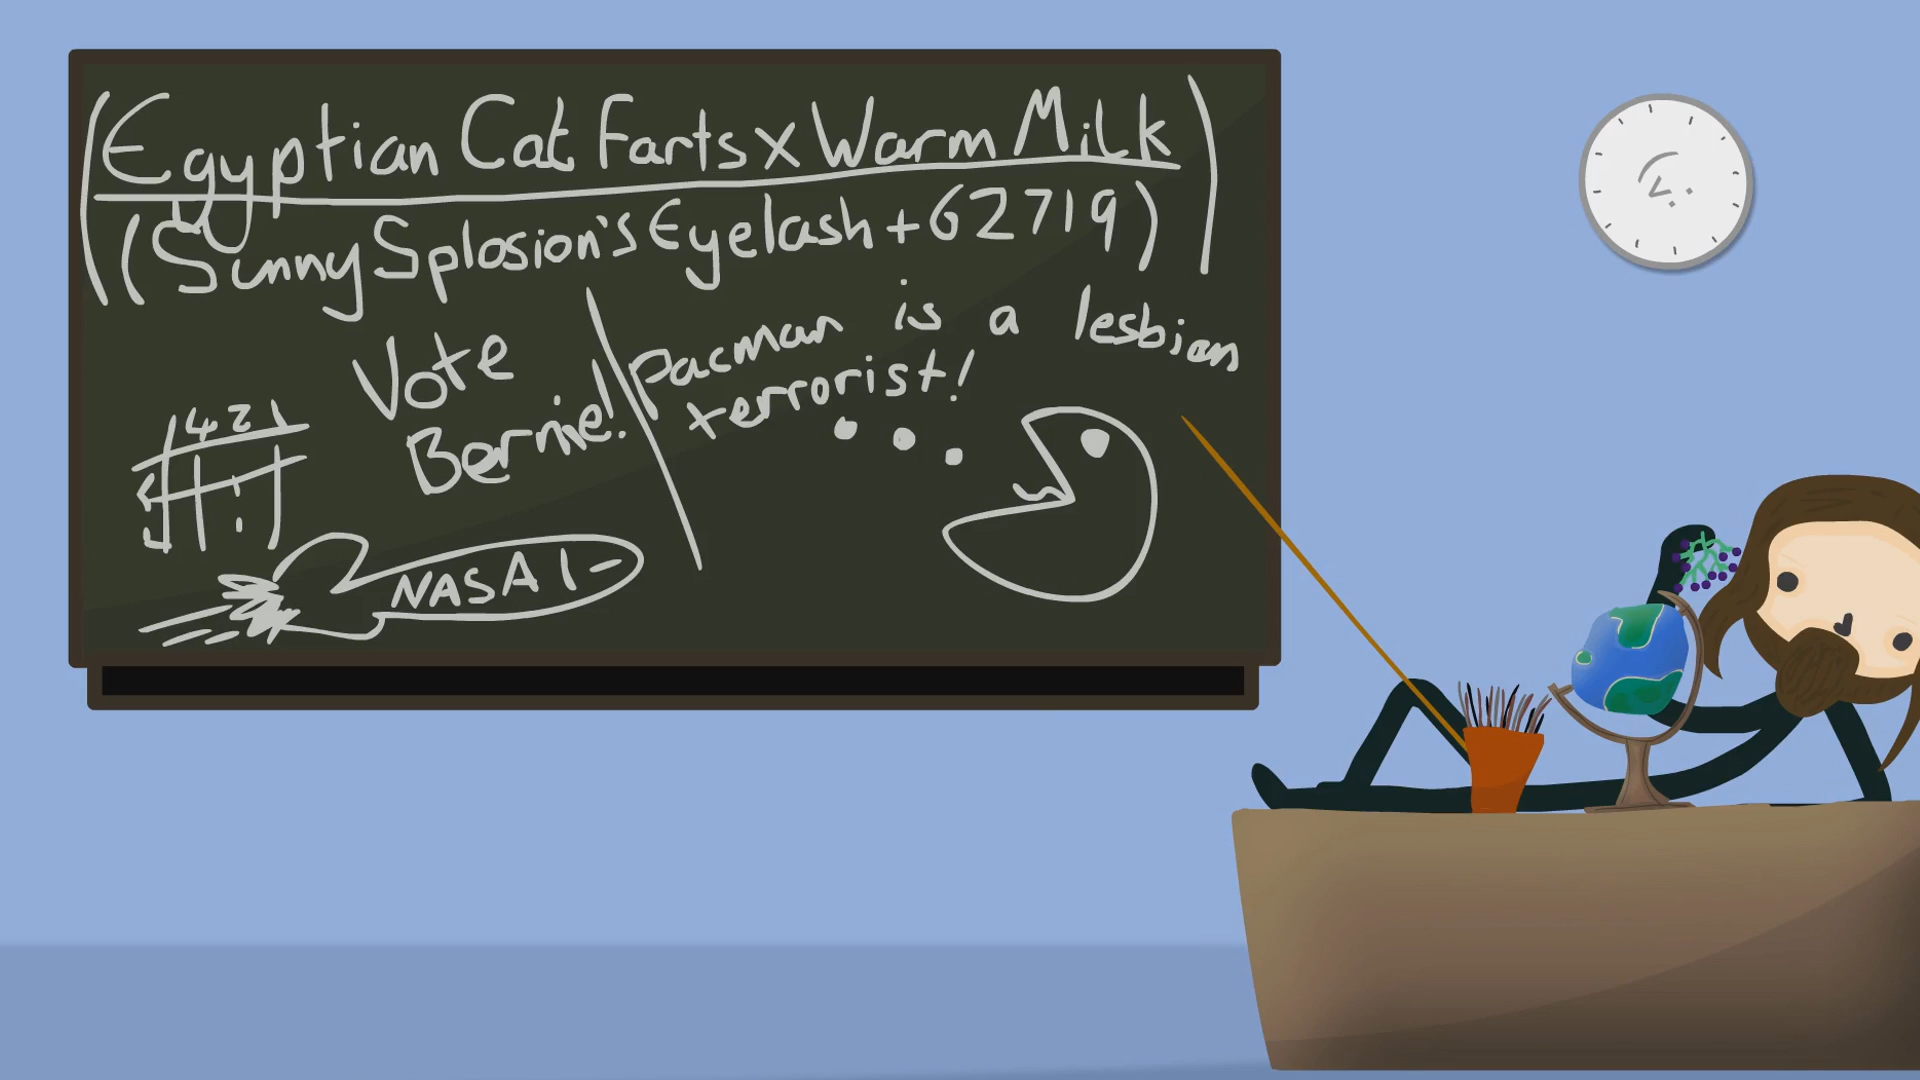 (Egyptian Cat Farts x Warm Milk)
(Sunny Splosion's Eyelash + 62719)
Vote
Bernie!
Pacman is a lesbian
terrorist!
421
NASA 1-